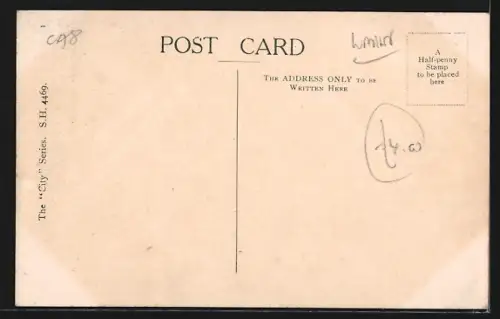 c98
POST CARD
A
Half-penny
Stamp
to be placed
here
The ADDRESS ONLY to be
Written Here
£4.00
The "City" Series. S.H. 4469.